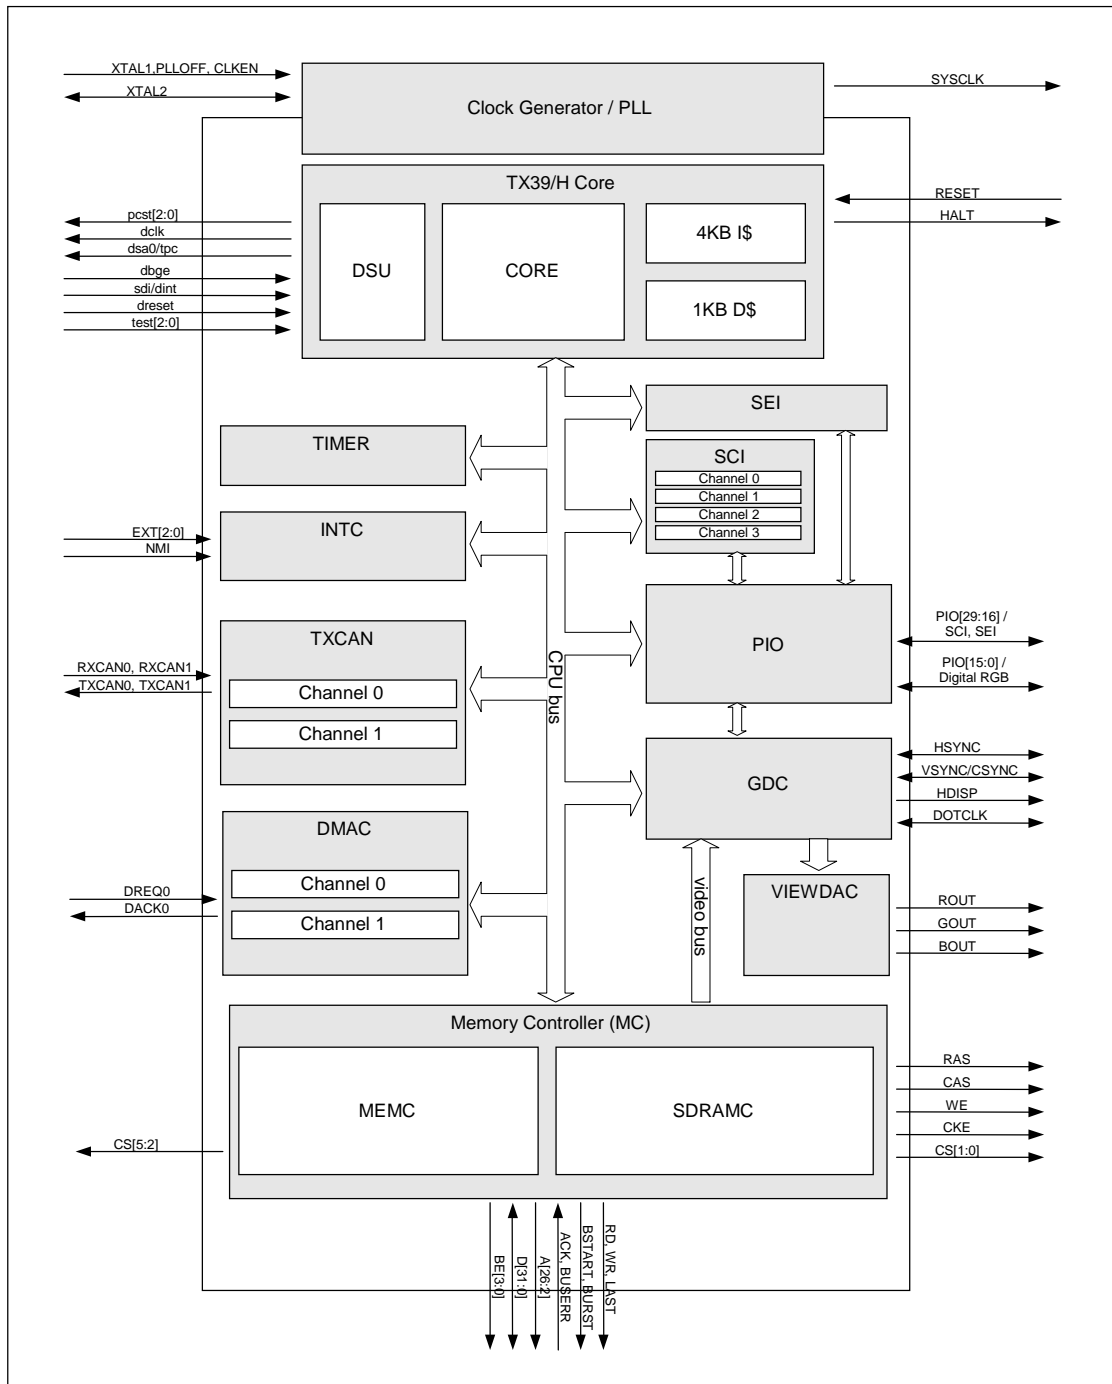 XTAL1,PLLOFF, CLKEN
XTAL2
Clock Generator / PLL
SYSCLK
TX39/H Core
RESET
HALT
pcst[2:0]
dclk
dsa0/tpc
dbge
sdi/dint
dreset
test[2:0]
DSU
CORE
4KB I$
1KB D$
SEI
TIMER
SCI
Channel 0
Channel 1
Channel 2
Channel 3
EXT[2:0]
NMI
INTC
TXCAN
Channel 0
Channel 1
RXCAN0, RXCAN1
TXCAN0, TXCAN1
CPU bus
PIO
PIO[29:16] /
SCI, SEI
PIO[15:0] /
Digital RGB
GDC
HSYNC
VSYNC/CSYNC
HDISP
DOTCLK
DMAC
Channel 0
Channel 1
DREQ0
DACK0
video bus
VIEWDAC
ROUT
GOUT
BOUT
Memory Controller (MC)
MEMC
SDRAMC
CS[5:2]
RAS
CAS
WE
CKE
CS[1:0]
BE[3:0]
D[31:0]
A[26:2]
ACK, BUSERR
BSTART, BURST
RD, WR, LAST